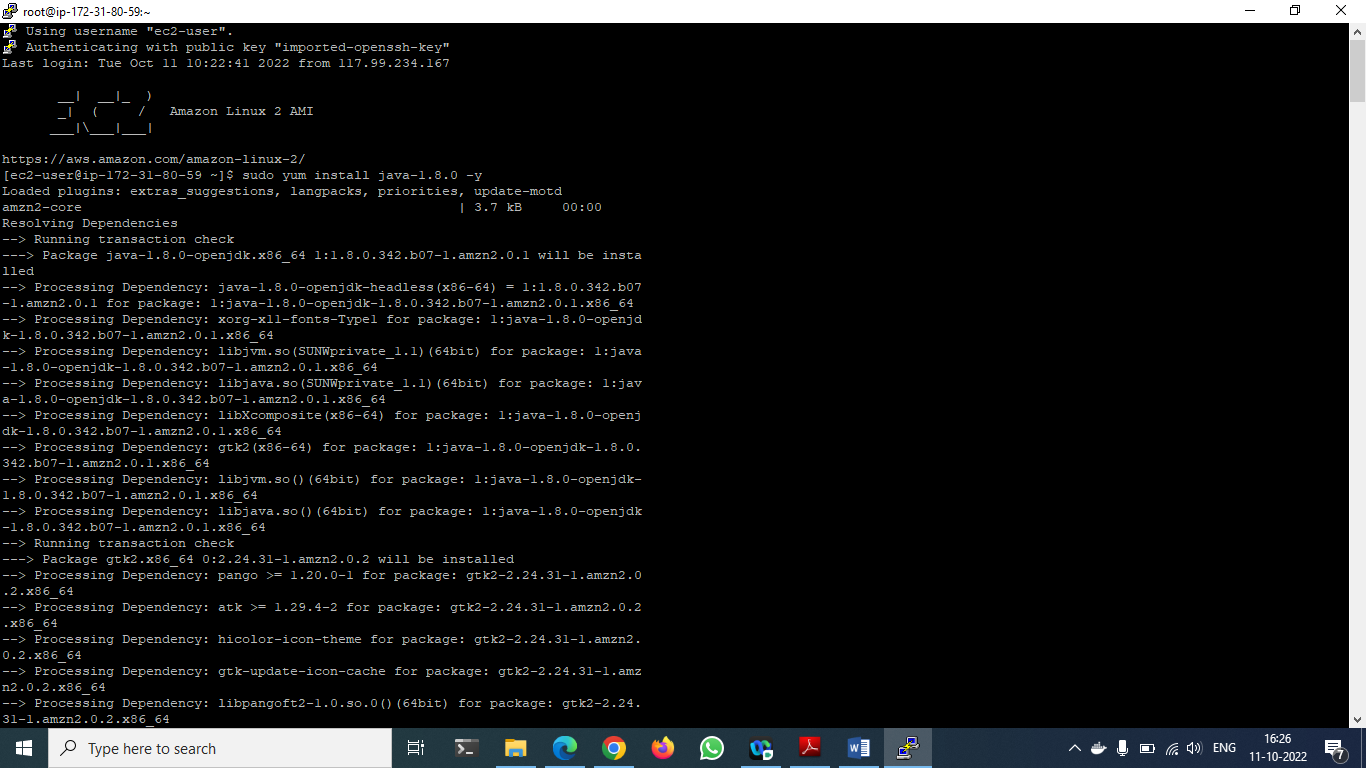 root@ip-172-31-80-59:~
Using username "ec2-user".
Authenticating with public key "imported-openssh-key"
Last login: Tue Oct 11 10:22:41 2022 from 117.99.234.167
__|  __|_  )
_|  (     /   Amazon Linux 2 AMI
___|\___|___|
https://aws.amazon.com/amazon-linux-2/
[ec2-user@ip-172-31-80-59 ~]$ sudo yum install java-1.8.0 -y
Loaded plugins: extras_suggestions, langpacks, priorities, update-motd
amzn2-core | 3.7 kB 00:00
Resolving Dependencies
--> Running transaction check
---> Package java-1.8.0-openjdk.x86_64 1:1.8.0.342.b07-1.amzn2.0.1 will be insta
lled
--> Processing Dependency: java-1.8.0-openjdk-headless(x86-64) = 1:1.8.0.342.b07
-1.amzn2.0.1 for package: 1:java-1.8.0-openjdk-1.8.0.342.b07-1.amzn2.0.1.x86_64
--> Processing Dependency: xorg-x11-fonts-Type1 for package: 1:java-1.8.0-openjd
k-1.8.0.342.b07-1.amzn2.0.1.x86_64
--> Processing Dependency: libjvm.so(SUNWprivate_1.1)(64bit) for package: 1:java
-1.8.0-openjdk-1.8.0.342.b07-1.amzn2.0.1.x86_64
--> Processing Dependency: libjava.so(SUNWprivate_1.1)(64bit) for package: 1:jav
a-1.8.0-openjdk-1.8.0.342.b07-1.amzn2.0.1.x86_64
--> Processing Dependency: libXcomposite(x86-64) for package: 1:java-1.8.0-openj
dk-1.8.0.342.b07-1.amzn2.0.1.x86_64
--> Processing Dependency: gtk2(x86-64) for package: 1:java-1.8.0-openjdk-1.8.0.
342.b07-1.amzn2.0.1.x86_64
--> Processing Dependency: libjvm.so()(64bit) for package: 1:java-1.8.0-openjdk-
1.8.0.342.b07-1.amzn2.0.1.x86_64
--> Processing Dependency: libjava.so()(64bit) for package: 1:java-1.8.0-openjdk
-1.8.0.342.b07-1.amzn2.0.1.x86_64
--> Running transaction check
---> Package gtk2.x86_64 0:2.24.31-1.amzn2.0.2 will be installed
--> Processing Dependency: pango >= 1.20.0-1 for package: gtk2-2.24.31-1.amzn2.0
.2.x86_64
--> Processing Dependency: atk >= 1.29.4-2 for package: gtk2-2.24.31-1.amzn2.0.2
.x86_64
--> Processing Dependency: hicolor-icon-theme for package: gtk2-2.24.31-1.amzn2.
0.2.x86_64
--> Processing Dependency: gtk-update-icon-cache for package: gtk2-2.24.31-1.amz
n2.0.2.x86_64
--> Processing Dependency: libpangoft2-1.0.so.0()(64bit) for package: gtk2-2.24.
31-1.amzn2.0.2.x86_64
Type here to search
ENG
16:26
11-10-2022
7